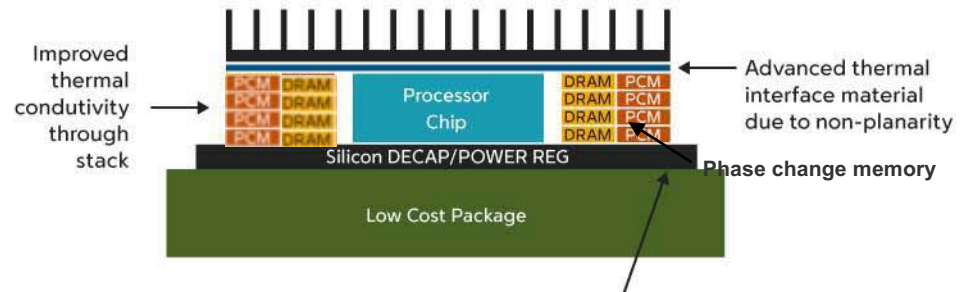 Improved
thermal
condutivity
through
stack
PCM DRAM
PCM DRAM
PCM DRAM
PCM DRAM
Processor
Chip
DRAM PCM
DRAM PCM
DRAM PCM
DRAM PCM
Advanced thermal
interface material
due to non-planarity
Phase change memory
Silicon DECAP/POWER REG
Low Cost Package